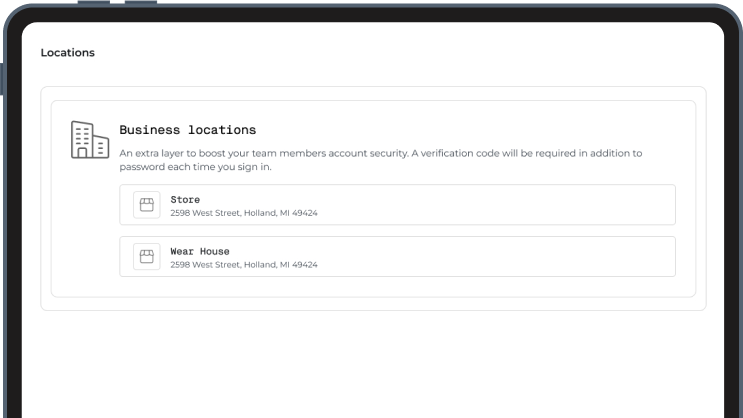 Locations
Business locations
An extra layer to boost your team members account security. A verification code will be required in addition to
password each time you sign in.
Store
2598 West Street, Holland, MI 49424
Wear House
2598 West Street, Holland, MI 49424